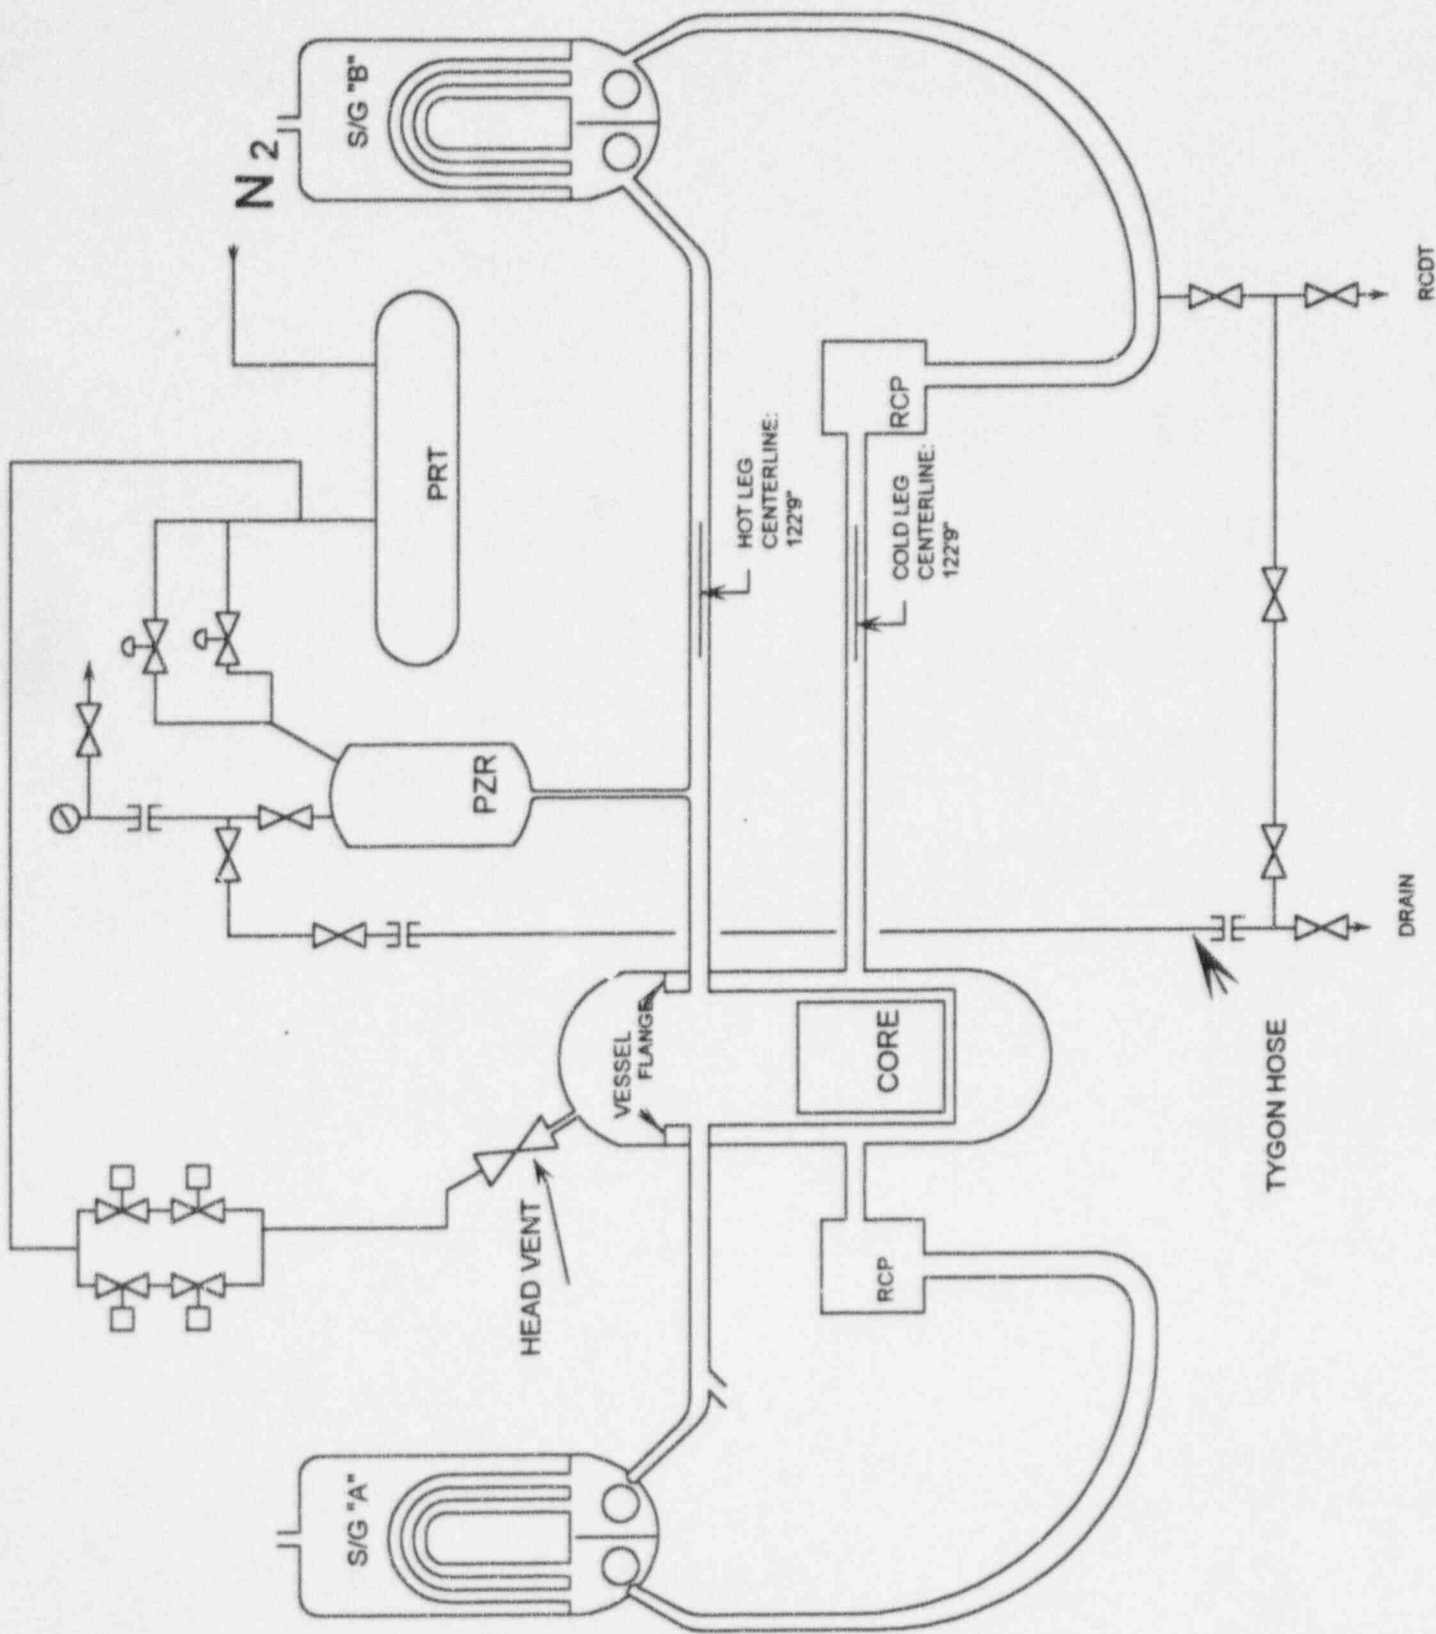 N 2
S/G "B"
PRT
PZR
HOT LEG
CENTERLINE:
122'9"
RCP
COLD LEG
CENTERLINE:
122'9"
RCDT
VESSEL
FLANGE
CORE
HEAD VENT
RCP
TYGON HOSE
DRAIN
S/G "A"